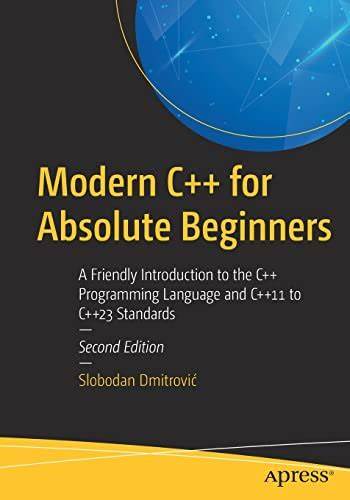 Modern C++ for
Absolute Beginners
A Friendly Introduction to the C++
Programming Language and C++11 to
C++23 Standards
—
Second Edition
—
Slobodan Dmitrović
Apress®